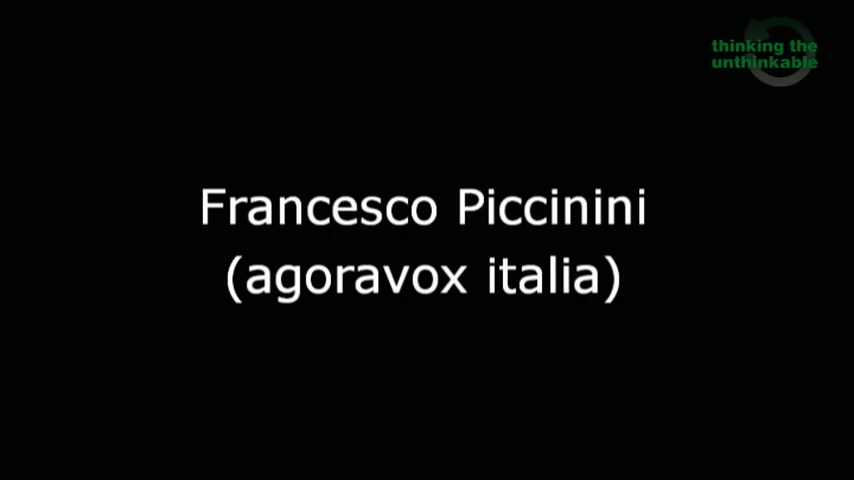 thinking the
unthinkable
Francesco Piccinini
(agoravox italia)